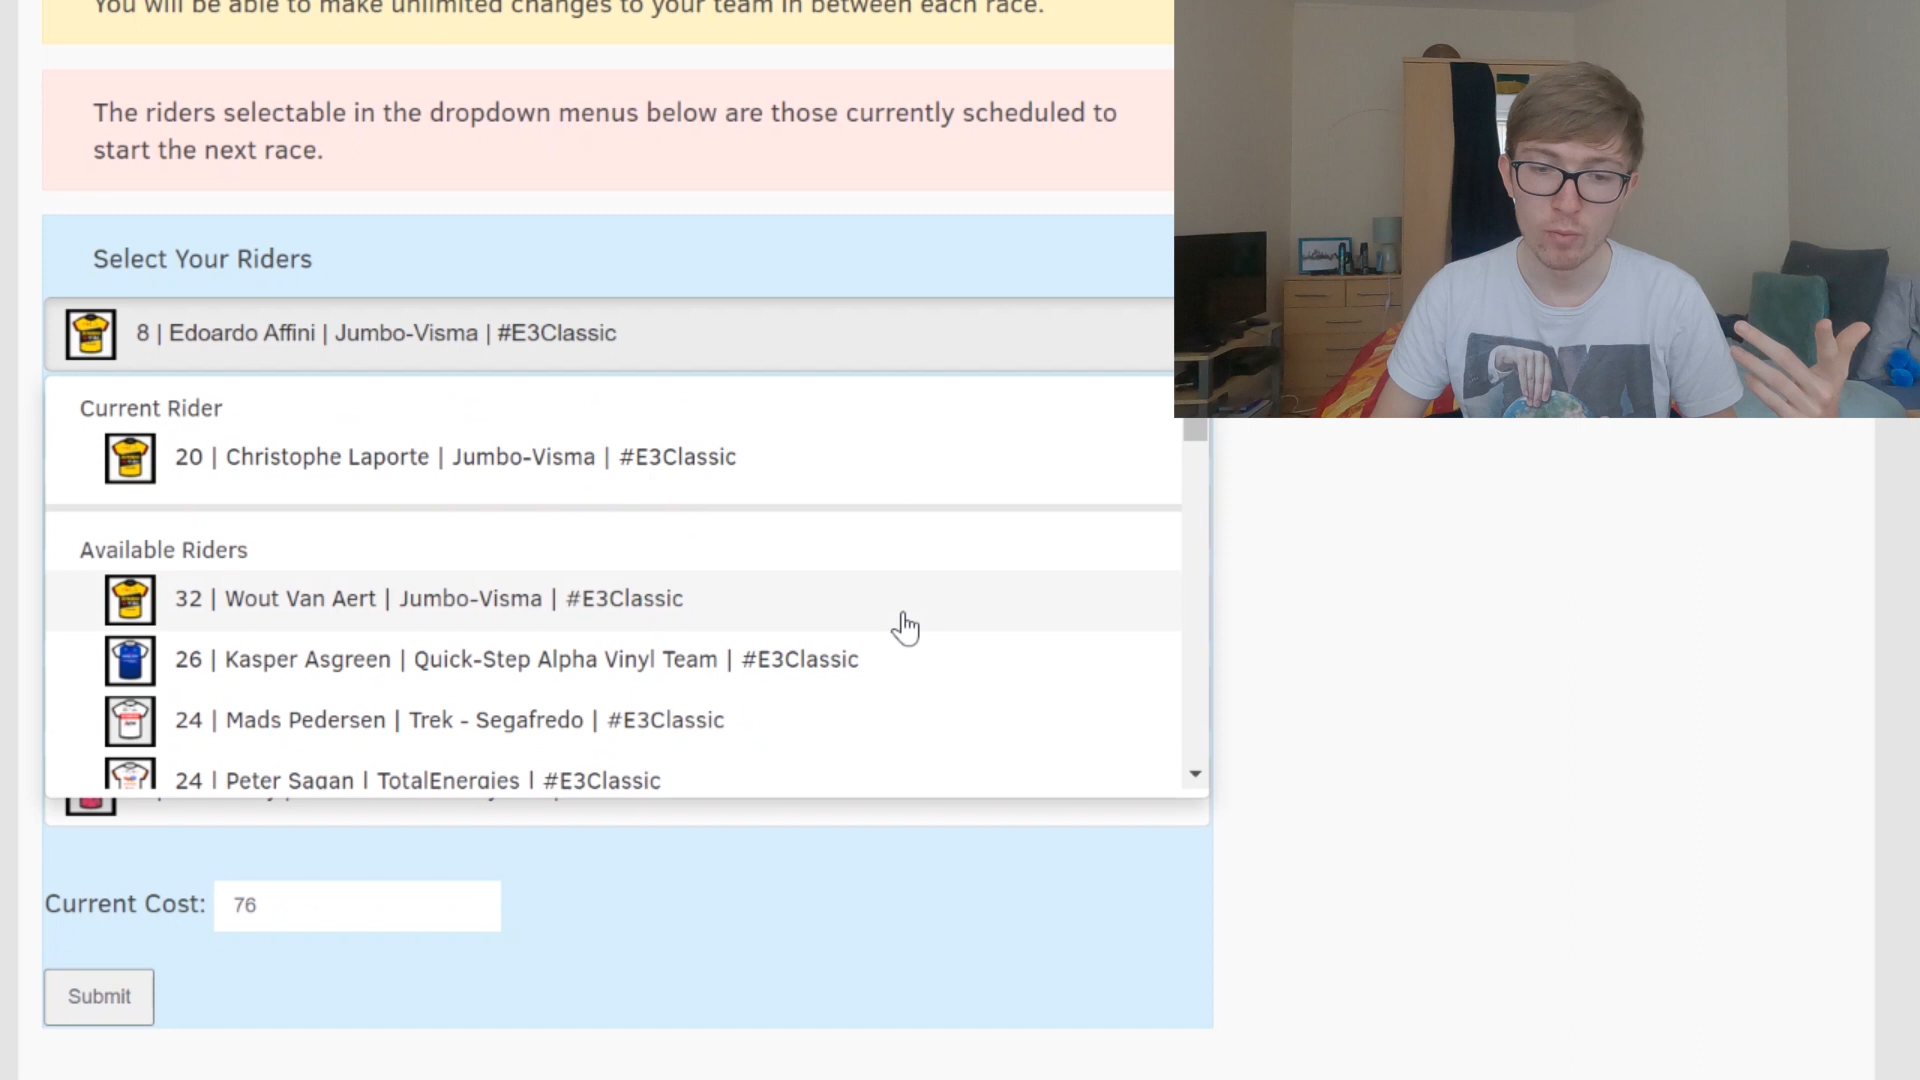 You will be able to make unlimited changes to your team in between each race.
The riders selectable in the dropdown menus below are those currently scheduled to
start the next race.
Select Your Riders
8 | Edoardo Affini | Jumbo-Visma | #E3Classic
Current Rider
20 | Christophe Laporte | Jumbo-Visma | #E3Classic
Available Riders
32 | Wout Van Aert | Jumbo-Visma | #E3Classic
26 | Kasper Asgreen | Quick-Step Alpha Vinyl Team | #E3Classic
24 | Mads Pedersen | Trek - Segafredo | #E3Classic
24 | Peter Sagan | TotalEnergies | #E3Classic
Current Cost: 76
Submit